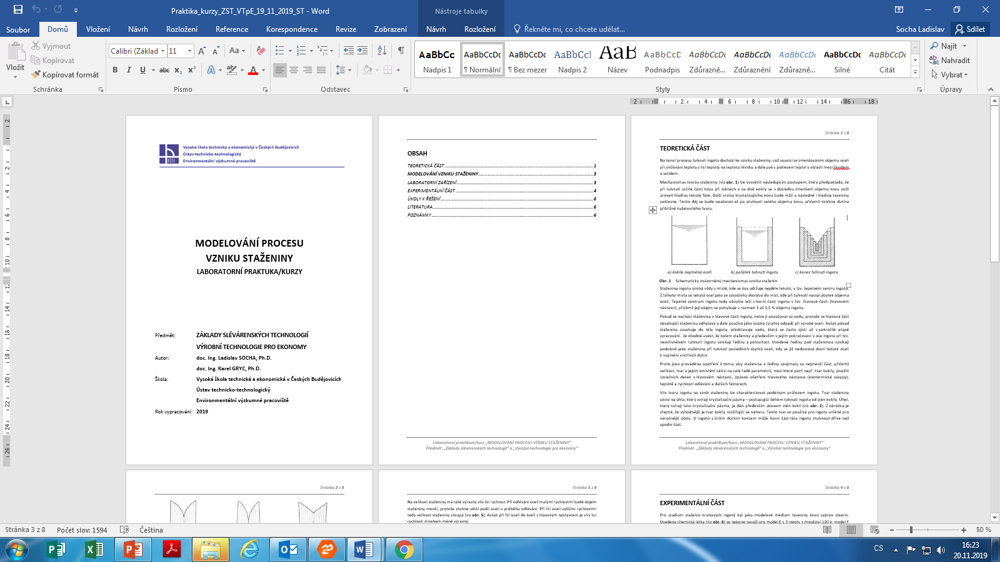 Praktika_kurzy_ZST_VTpE_19_11_2019_ST - Word
Nástroje tabulky
Soubor Domů Vložení Návrh Rozložení Reference Korespondence Revize Zobrazení Návrh Rozložení Řekněte mi, co chcete udělat... Socha Ladislav Sdílet
Vložit
Vyjmout
Kopírovat
Kopírovat formát
Schránka
Calibri (Základ 11
Písmo
Odstavec
AaBbCc AaBbCcDc AaBbCcDc AaBbCcI AaB AaBbCcD AaBbCcDc AaBbCcDc AaBbCcDc AaBbCcDc AaBbCcDc
Nadpis 1 ¶ Normální ¶ Bez mezer Nadpis 2 Název Podnadpis Zdůrazně... Zdůraznění Zdůrazně... Silné Citát
Styly
Najít
Nahradit
Vybrat
Úpravy
Vysoká škola technická a ekonomická v Českých Budějovicích
Ústav technicko-technologický
Environmentální výzkumné pracoviště
MODELOVÁNÍ PROCESU
VZNIKU STAŽENINY
LABORATORNÍ PRAKTUKA/KURZY
Předmět: ZÁKLADY SLÉVÁRENSKÝCH TECHNOLOGIÍ
VÝROBNÍ TECHNOLOGIE PRO EKONOMY
Autor: doc. Ing. Ladislav SOCHA, Ph.D.
doc. Ing. Karel GRYC, Ph.D.
Škola: Vysoká škola technická a ekonomická v Českých Budějovicích
Ústav technicko-technologický
Environmentální výzkumné pracoviště
Rok vypracování: 2019
OBSAH
TEORETICKÁ ČÁST 1
MODELOVÁNÍ VZNIKU STAŽENINY 3
LABORATORNÍ ZAŘÍZENÍ 3
EXPERIMENTÁLNÍ ČÁST 4
ÚKOLY K ŘEŠENÍ 6
LITERATURA 6
POZNÁMKY 6
Laboratorní praktikum/kurz „MODELOVÁNÍ PROCESU VZNIKU STAŽENINY"
Předmět: „Základy slévárenských technologií" a „Výrobní technologie pro ekonomy"
Stránka 1 z 8
TEORETICKÁ ČÁST
Na konci procesu tuhnutí ingotu dochází ke vzniku staženiny, což souvisí se zmenšováním objemu oceli
při snižování teploty z licí teploty na teplotu likvidu, a dále pak s poklesem teplot v oblasti mezi likvidem
a solidem.
Mechanismus tvorby staženiny (viz obr. 1) lze vysvětlit následujícím postupem, který předpokládá, že
při tuhnutí určité části kovu při stěnách a na dně kokily se v důsledku zmenšení objemu kovu sníží
úroveň hladiny tekuté fáze. Další vrstva krystalizujícího kovu bude nižší a následně i hladina taveniny
poklesne. Tento děj se bude opakovat až po utuhnutí celého objemu kovu, přičemž vznikne dutina
přibližně kuželovitého tvaru.
a) kokila naplněná ocelí b) počátek tuhnutí ingotu c) konec tuhnutí ingotu
Obr. 1 Schematicky znázorněný mechanismus vzniku staženin
Staženina ingotu vzniká vždy v místě, kde se kov udržuje nejdéle tekutý, v tzv. tepelném centru ingotu.
Z tohoto místa se tekutá ocel jako ze zásobníku dostává do míst, kde při tuhnutí nastal úbytek objemu
oceli. Tepelné centrum ingotu tedy obvykle leží v horní části ingotu v tzv. hlavové části (hlavovém
nástavci), přičemž její objem se pohybuje v rozmezí 3 až 3,5 % objemu ingotu.
Pokud se nachází staženina v hlavové části ingotu, nelze ji považovat za vadu, protože se hlavová část
obsahující staženinu odřezává a dále používá jako vsázka (vratný odpad) při výrobě oceli. Avšak pokud
staženina zasahuje do těla ingotu, představuje vadu, která se často zjistí až v pokročilé etapě
zpracování. Je vhodné uvést, že kolem staženiny a především v jejím pokračování v ose ingotu při tzv.
neovlivněném tuhnutí ingotu vznikají řediny a pórovitost. Uvedené řediny pod staženinou vznikají
podobně jako staženina při tuhnutí posledních zbytků oceli, kdy se již nedostává dosti tekuté oceli
k vyplnění vnitřních dutin.
Proto jsou prováděna opatření k tomu, aby staženina a řediny zaujímaly co nejmenší část, přičemž
velikost, tvar a jejich umístění závisí na celé řadě parametrů, mezi které patří např. tvar kokily, použití
izolačních desek v hlavovém nástavci, způsob ošetření hlavového nástavce (exotermické zásypy),
teplotě a rychlosti odlévání a dalších faktorech.
Vliv tvaru ingotu na vznik staženiny lze charakterizovat podélným průřezem ingotu. Tvar staženiny
závisí na úhlu, který svírají krystalizační pásma – postupující během tuhnutí ingotu od stěn kokily. Úhel,
který svírají tato krystalizační pásma, je dán především úkosem stěn kokil (viz obr. 2). Z obrázku je
zřejmé, že výhodnější je tvar kokily rozšiřující se nahoru. Tento tvar se používá pro ingoty určené pro
náročnější účely. U ingotů s širším dolním koncem může horní část těla ingotu ztuhnout dříve než
spodní část.
Laboratorní praktikum/kurz „MODELOVÁNÍ PROCESU VZNIKU STAŽENINY"
Předmět: „Základy slévárenských technologií" a „Výrobní technologie pro ekonomy"
Stránka 2 z 8
Stránka 3 z 8
Na velikost staženiny má také výrazný vliv licí rychlost. Při odlévání oceli malými rychlostmi bude objem
staženiny menší, protože ztuhne větší podíl oceli v průběhu odlévání. Při lití oceli vyššími rychlostmi
tedy velikost staženiny stoupá (viz obr. 5). Avšak při lití oceli do kokil s hlavovým nástavcem je vliv licí
rychlosti mnohem méně výrazný.
Stránka 4 z 8
EXPERIMENTÁLNÍ ČÁST
Pro studium staženin kruhových ingotů byl jako modelové médium taveniny kovu vybrán stearin.
Uvedená chemická látka (viz obr. 6) se nejprve naváží pro model E s 3 ingoty v množství 120 g, model F
Stránka 3 z 8 Počet slov: 1594 Čeština 50 %
CS 16:23
20.11.2019